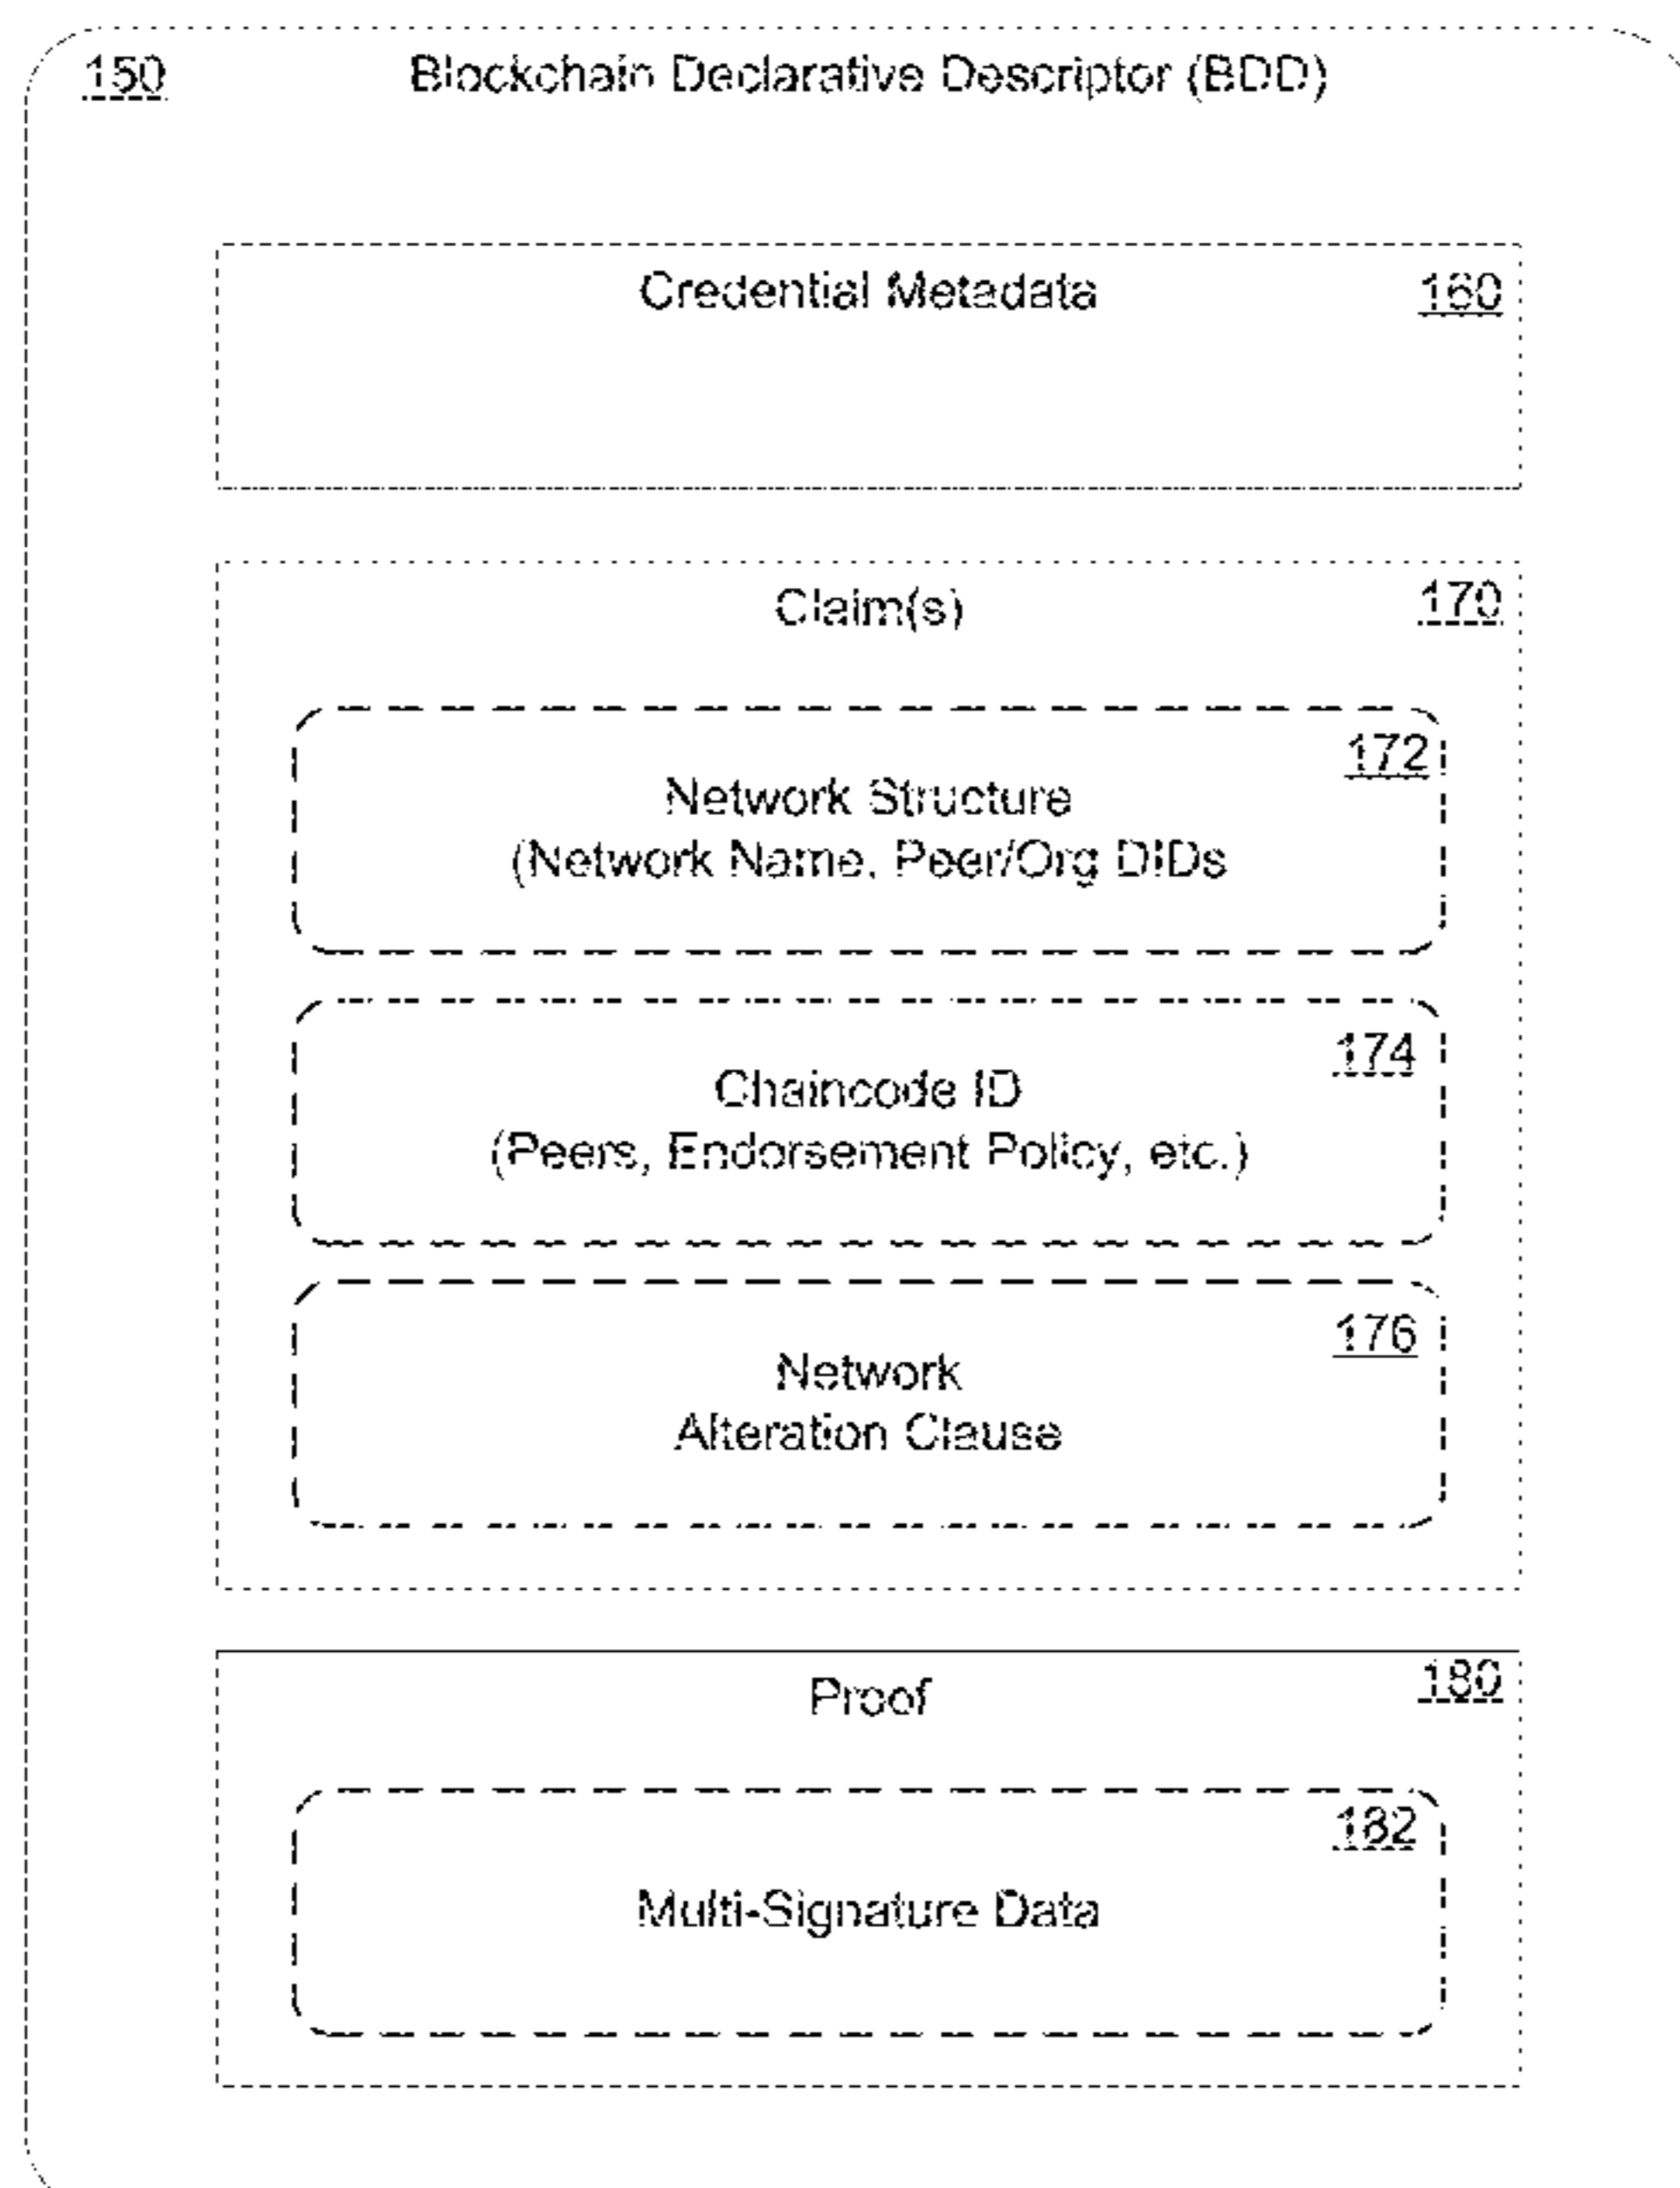 150 Blockchain Declarative Descriptor (BDD)
Credential Metadata 160
Claim(s) 170
172
Network Structure
(Network Name, Peer/Org DIDs
174
Chaincode ID
(Peers, Endorsement Policy, etc.)
176
Network
Alteration Clause
Proof 180
182
Multi-Signature Data